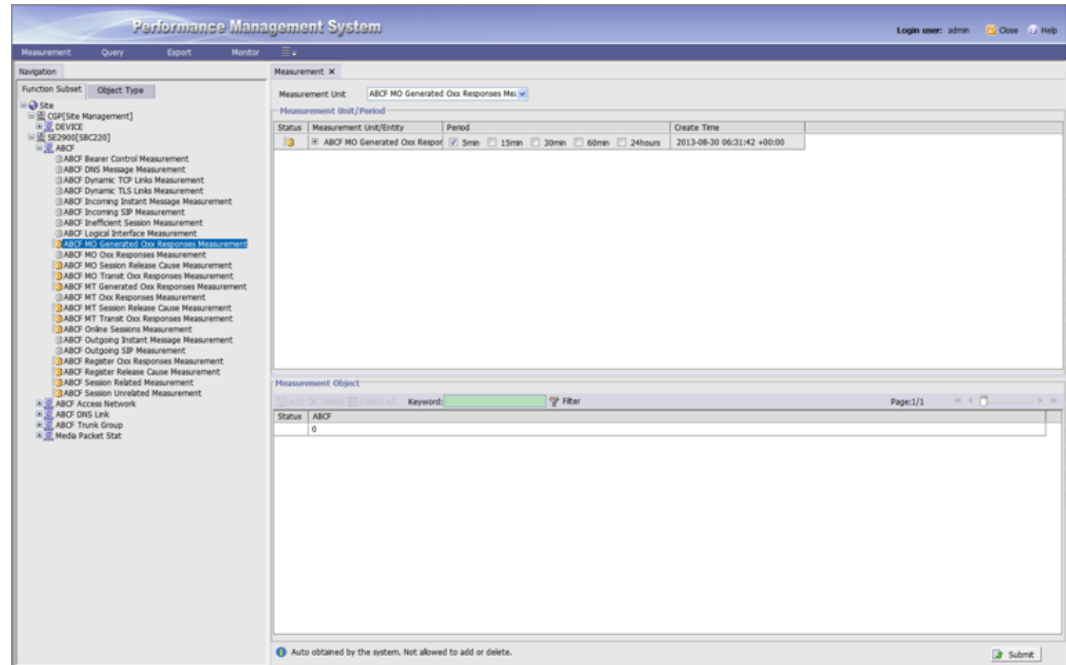 Performance Management System
Login user: admin Close Help
Measurement Query Export Monitor
Navigation
Measurement X
Function Subset Object Type
Measurement Unit ABCF MO Generated Oxx Responses Mea
Site
CGP[Site Management]
DEVICE
SE2900[SBC220]
ABCF
ABCF Bearer Control Measurement
ABCF DNS Message Measurement
ABCF Dynamic TCP Links Measurement
ABCF Dynamic TLS Links Measurement
ABCF Incoming Instant Message Measurement
ABCF Incoming SIP Measurement
ABCF Inefficient Session Measurement
ABCF Logical Interface Measurement
ABCF MO Generated Oxx Responses Measurement
ABCF MO Oxx Responses Measurement
ABCF MO Session Release Cause Measurement
ABCF MO Transit Oxx Responses Measurement
ABCF MT Generated Oxx Responses Measurement
ABCF MT Oxx Responses Measurement
ABCF MT Session Release Cause Measurement
ABCF MT Transit Oxx Responses Measurement
ABCF Online Sessions Measurement
ABCF Outgoing Instant Message Measurement
ABCF Outgoing SIP Measurement
ABCF Register Oxx Responses Measurement
ABCF Register Release Cause Measurement
ABCF Session Related Measurement
ABCF Session Unrelated Measurement
ABCF Access Network
ABCF DNS Link
ABCF Trunk Group
Media Packet Stat
Measurement Unit/Period
Status Measurement Unit/Entity Period Create Time
ABCF MO Generated Oxx Respor 5min 15min 30min 60min 24hours 2013-08-30 06:31:42 +00:00
Measurement Object
Add Delete Delete All Keyword: Filter Page:1/1
Status ABCF
0
Auto obtained by the system. Not allowed to add or delete.
Submit